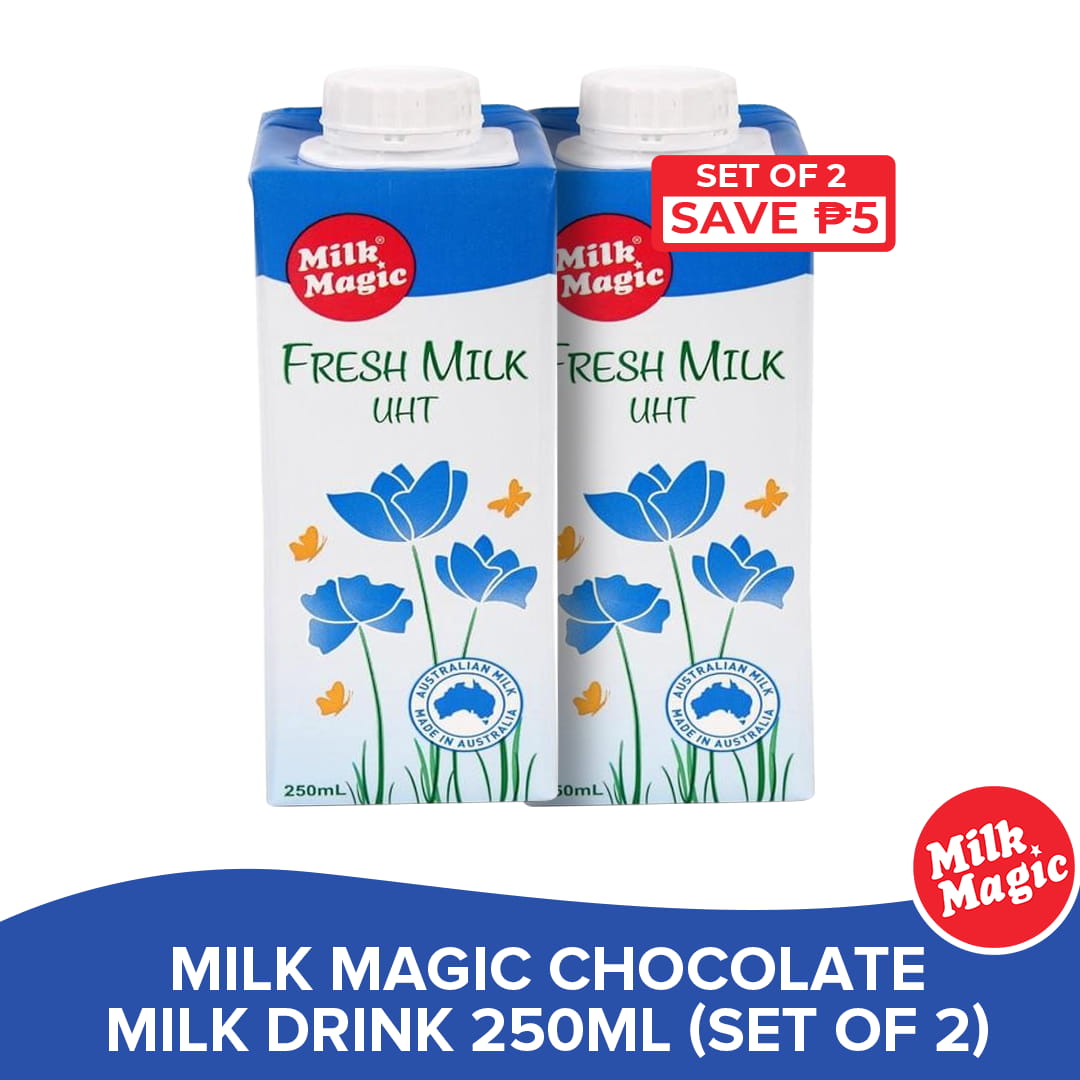 SET OF 2
SAVE ₱5
Milk®
Magic
FRESH MILK
UHT
AUSTRALIAN MILK
MADE IN AUSTRALIA
250mL
Milk®
Magic
FRESH MILK
UHT
AUSTRALIAN MILK
MADE IN AUSTRALIA
50mL
Milk
Magic
MILK MAGIC CHOCOLATE
MILK DRINK 250ML (SET OF 2)